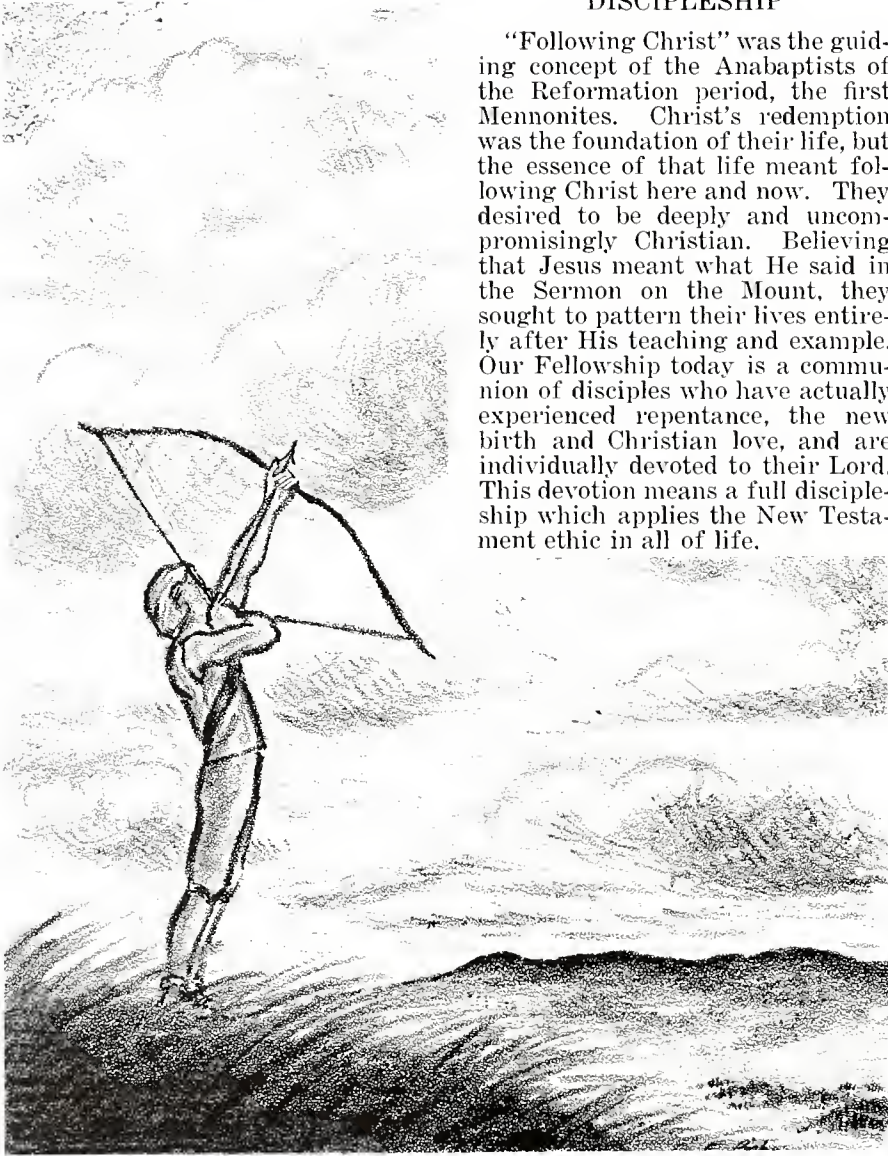 DISCIPLESHIP
"Following Christ" was the guid-
ing concept of the Anabaptists of
the Reformation period, the first
Mennonites. Christ's redemption
was the foundation of their life, but
the essence of that life meant fol-
lowing Christ here and now. They
desired to be deeply and uncom-
promisingly Christian. Believing
that Jesus meant what He said in
the Sermon on the Mount, they
sought to pattern their lives entire-
ly after His teaching and example.
Our Fellowship today is a commu-
nion of disciples who have actually
experienced repentance, the new
birth and Christian love, and are
individually devoted to their Lord.
This devotion means a full disciple-
ship which applies the New Testa-
ment ethic in all of life.